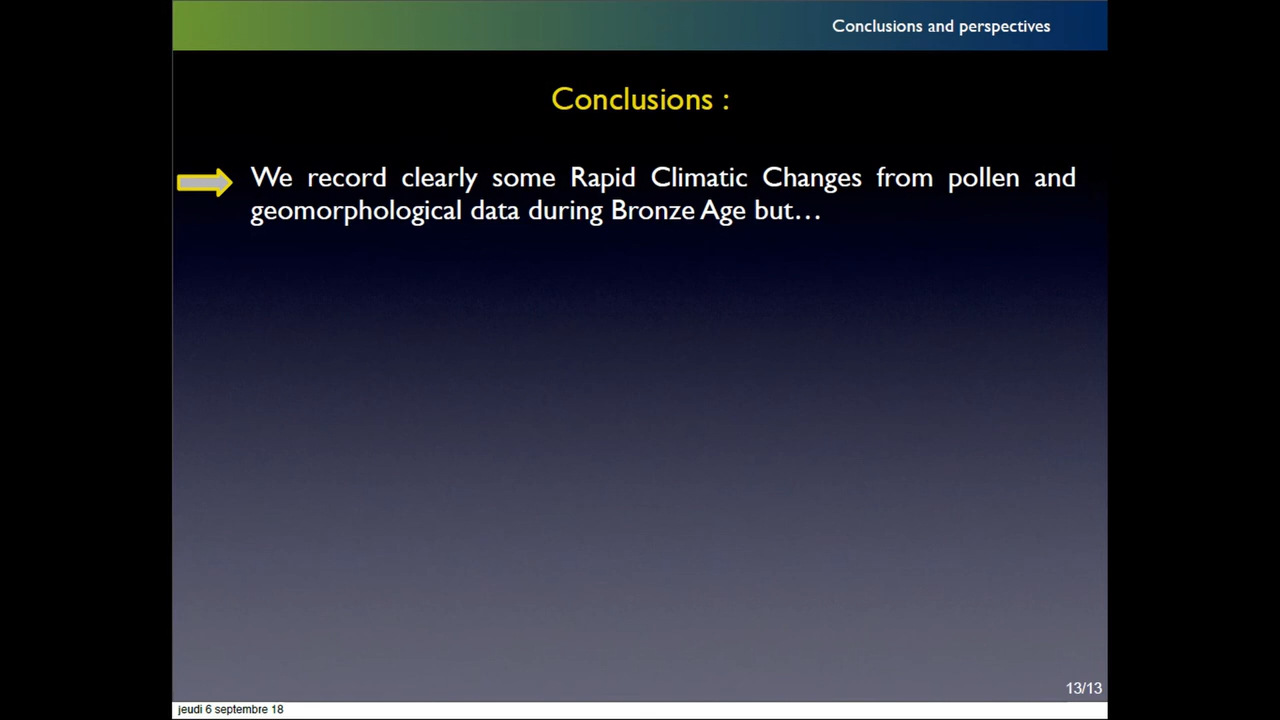 Conclusions and perspectives
Conclusions :
We record clearly some Rapid Climatic Changes from pollen and
geomorphological data during Bronze Age but…
13/13
jeudi 6 septembre 18